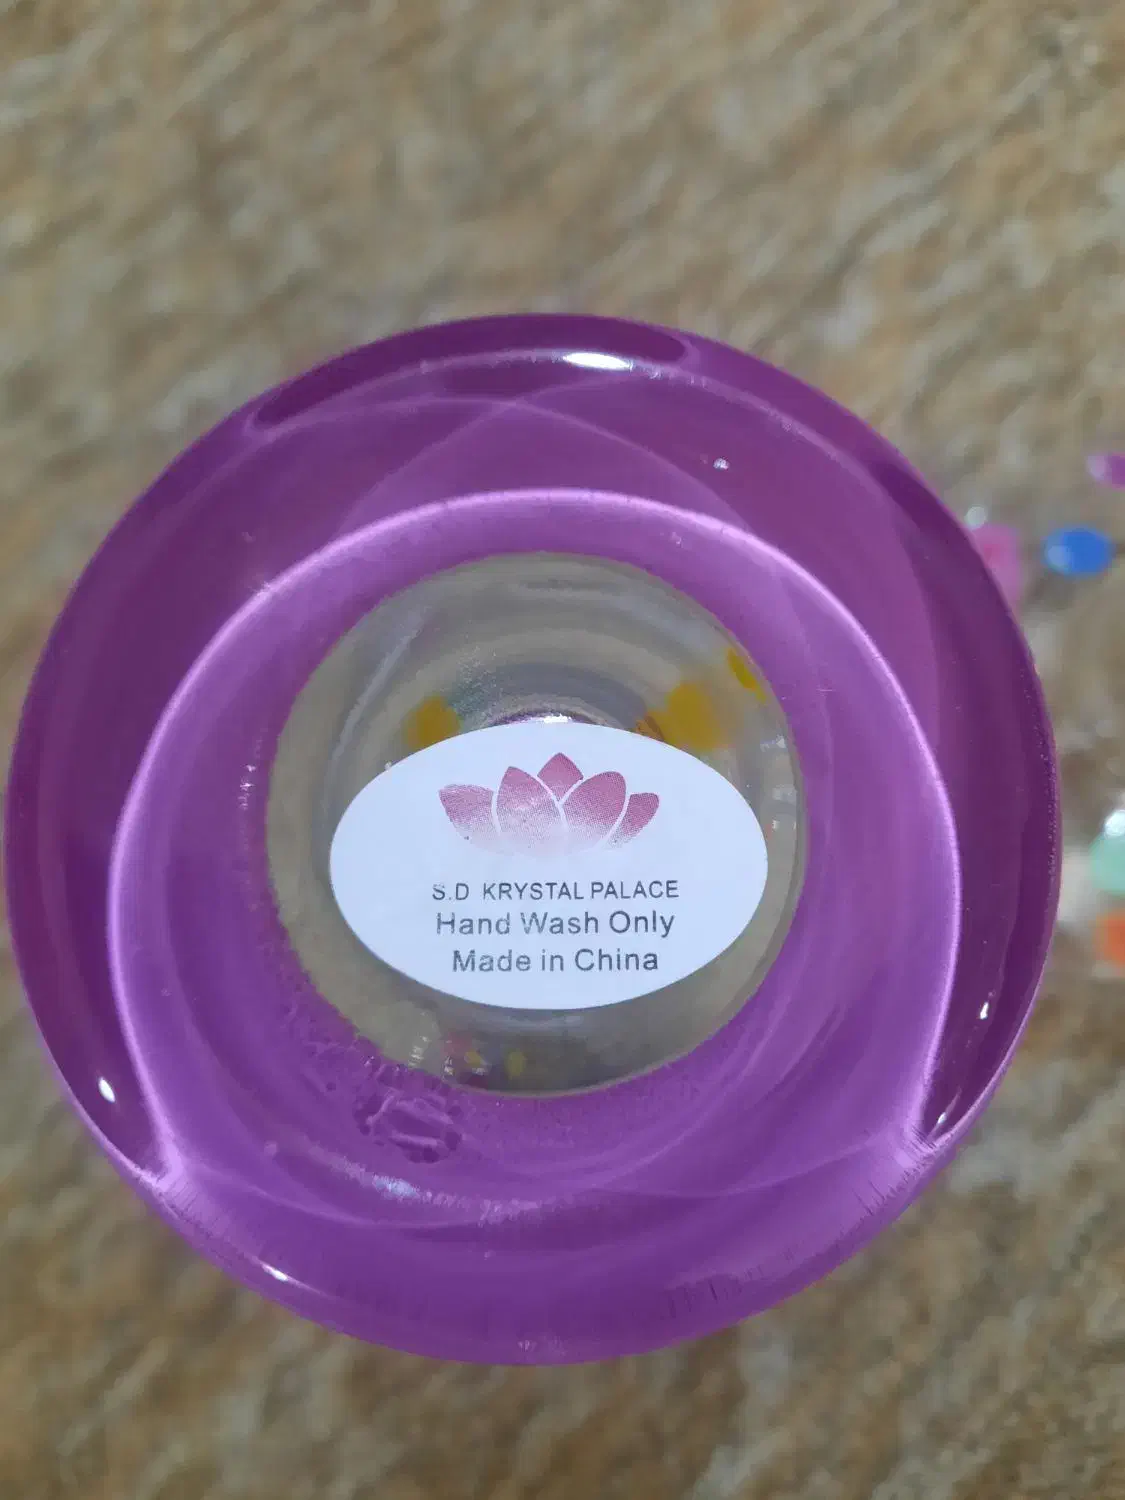 S.D KRYSTAL PALACE
Hand Wash Only
Made in China